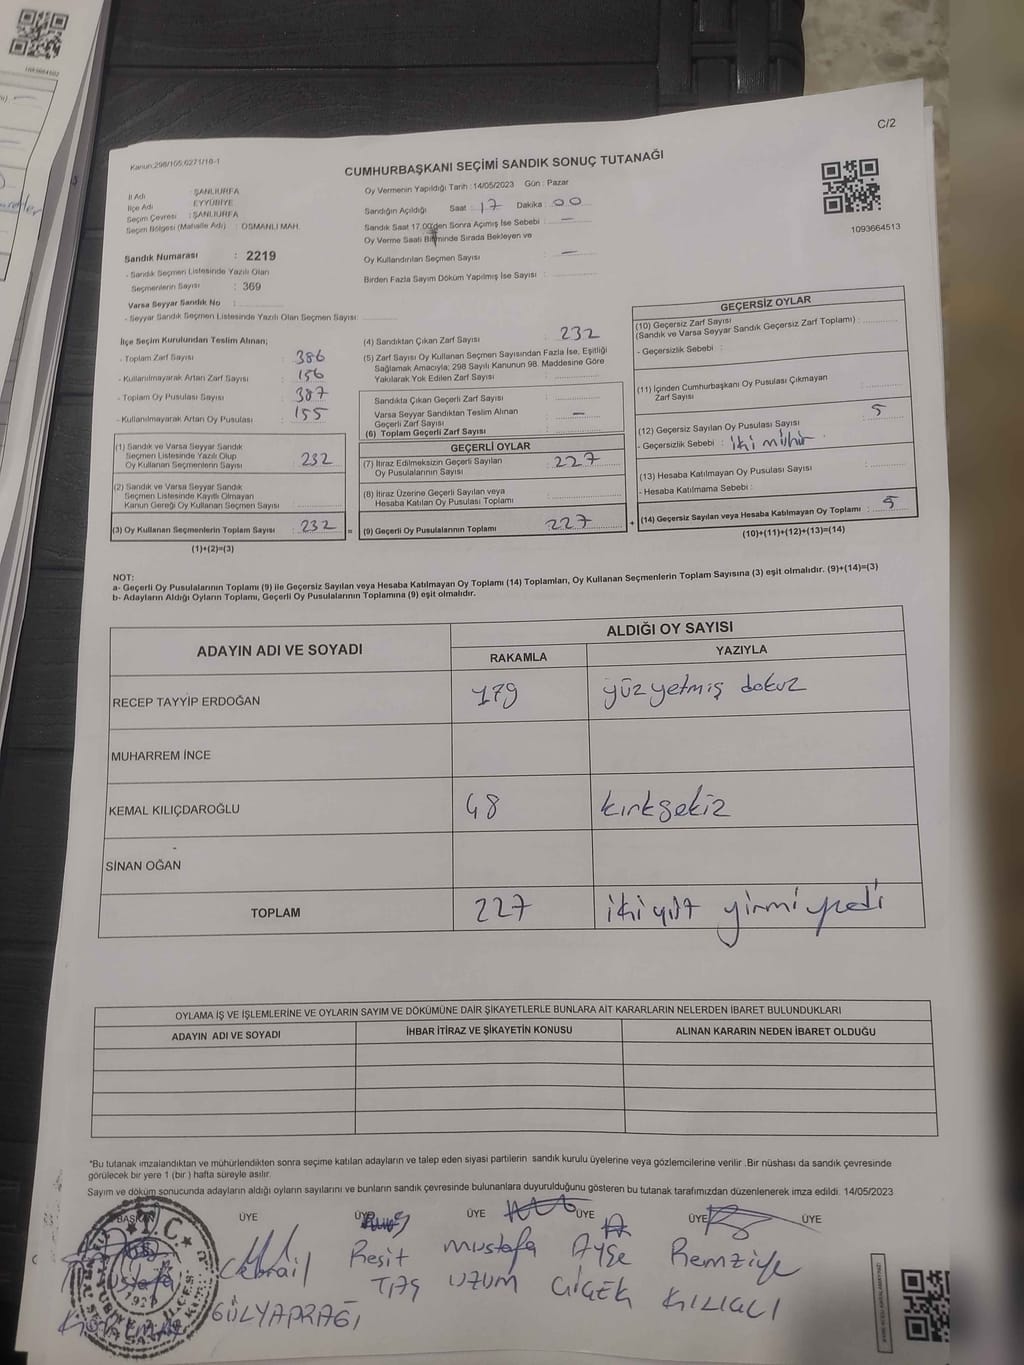 1093664502
C/2
Kanun:298/105,6271/16-1
CUMHURBAŞKANI SEÇİMİ SANDIK SONUÇ TUTANAĞI
İl Adı : ŞANLIURFA
İlçe Adı : EYYÜBİYE
Seçim Çevresi : ŞANLIURFA
Seçim Bölgesi (Mahalle Adı) : OSMANLI MAH.
Oy Vermenin Yapıldığı Tarih :14/05/2023 Gün : Pazar
Sandığın Açıldığı Saat : 17 Dakika : 00
Sandık Saat 17.00'den Sonra Açımış İse Sebebi : —
Oy Verme Saati Bitiminde Sırada Bekleyen ve
Oy Kullandırılan Seçmen Sayısı : —
Birden Fazla Sayım Döküm Yapılmış İse Sayısı :
1093664513
Sandık Numarası : 2219
- Sandık Seçmen Listesinde Yazılı Olan
Seçmenlerin Sayısı : 369
Varsa Seyyar Sandık No :
- Seyyar Sandık Seçmen Listesinde Yazılı Olan Seçmen Sayısı:
İlçe Seçim Kurulundan Teslim Alınan;
- Toplam Zarf Sayısı : 386
- Kullanılmayarak Artan Zarf Sayısı : 156
- Toplam Oy Pusulası Sayısı : 387
- Kullanılmayarak Artan Oy Pusulası : 155
(1) Sandık ve Varsa Seyyar Sandık
Seçmen Listesinde Yazılı Olup
Oy Kullanan Seçmenlerin Sayısı : 232
(2) Sandık ve Varsa Seyyar Sandık
Seçmen Listesinde Kayıtlı Olmayan
Kanun Gereği Oy Kullanan Seçmen Sayısı :
(3) Oy Kullanan Seçmenlerin Toplam Sayısı : 232 =
(1)+(2)=(3)
(4) Sandıktan Çıkan Zarf Sayısı : 232
(5) Zarf Sayısı Oy Kullanan Seçmen Sayısından Fazla İse, Eşitliği
Sağlamak Amacıyla; 298 Sayılı Kanunun 98. Maddesine Göre
Yakılarak Yok Edilen Zarf Sayısı :
Sandıkta Çıkan Geçerli Zarf Sayısı :
Varsa Seyyar Sandıktan Teslim Alınan
Geçerli Zarf Sayısı : —
(6) Toplam Geçerli Zarf Sayısı :
GEÇERLİ OYLAR
(7) İtiraz Edilmeksizin Geçerli Sayılan
Oy Pusulalarının Sayısı : 227
(8) İtiraz Üzerine Geçerli Sayılan veya
Hesaba Katılan Oy Pusulası Toplamı :
(9) Geçerli Oy Pusulalarının Toplamı : 227 +
GEÇERSİZ OYLAR
(10) Geçersiz Zarf Sayısı
(Sandık ve Varsa Seyyar Sandık Geçersiz Zarf Toplamı) :
- Geçersizlik Sebebi :
(11) İçinden Cumhurbaşkanı Oy Pusulası Çıkmayan
Zarf Sayısı :
(12) Geçersiz Sayılan Oy Pusulası Sayısı : 5
- Geçersizlik Sebebi : iki mühür
(13) Hesaba Katılmayan Oy Pusulası Sayısı :
- Hesaba Katılmama Sebebi :
(14) Geçersiz Sayılan veya Hesaba Katılmayan Oy Toplamı : 5
(10)+(11)+(12)+(13)=(14)
NOT:
a- Geçerli Oy Pusulalarının Toplamı (9) ile Geçersiz Sayılan veya Hesaba Katılmayan Oy Toplamı (14) Toplamları, Oy Kullanan Seçmenlerin Toplam Sayısına (3) eşit olmalıdır. (9)+(14)=(3)
b- Adayların Aldığı Oyların Toplamı, Geçerli Oy Pusulalarının Toplamına (9) eşit olmalıdır.
ADAYIN ADI VE SOYADI
ALDIĞI OY SAYISI
RAKAMLA YAZIYLA
RECEP TAYYİP ERDOĞAN 179 yüzyetmiş dokuz
MUHARREM İNCE
KEMAL KILIÇDAROĞLU 48 kırksekiz
SİNAN OĞAN
TOPLAM 227 ikiyüz yirmi yedi
OYLAMA İŞ VE İŞLEMLERİNE VE OYLARIN SAYIM VE DÖKÜMÜNE DAİR ŞİKAYETLERLE BUNLARA AİT KARARLARIN NELERDEN İBARET BULUNDUKLARI
ADAYIN ADI VE SOYADI İHBAR İTİRAZ VE ŞİKAYETİN KONUSU ALINAN KARARIN NEDEN İBARET OLDUĞU
*Bu tutanak imzalandıktan ve mühürlendikten sonra seçime katılan adayların ve talep eden siyasi partilerin sandık kurulu üyelerine veya gözlemcilerine verilir .Bir nüshası da sandık çevresinde
görülecek bir yere 1 (bir ) hafta süreyle asılır.
Sayım ve döküm sonucunda adayların aldığı oyların sayılarını ve bunların sandık çevresinde bulunanlara duyurulduğunu gösteren bu tutanak tarafımızdan düzenlenerek imza edildi. 14/05/2023
BAŞKAN ÜYE ÜYE ÜYE ÜYE ÜYE ÜYE
Mustafa Cebrail Reşit Mustafa Ayşe Remziye
GÜLYAPRAĞI TAŞ UZUM ÇİÇEK KILIÇCI
T.C.